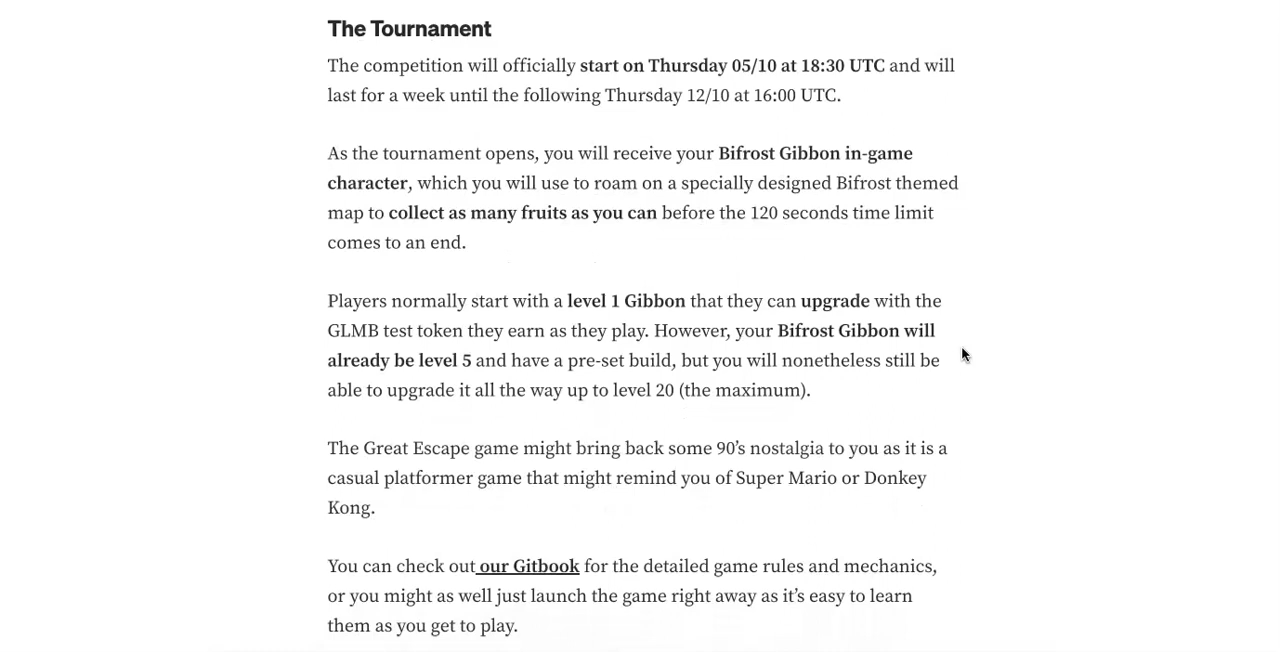 The Tournament
The competition will officially start on Thursday 05/10 at 18:30 UTC and will
last for a week until the following Thursday 12/10 at 16:00 UTC.
As the tournament opens, you will receive your Bifrost Gibbon in-game
character, which you will use to roam on a specially designed Bifrost themed
map to collect as many fruits as you can before the 120 seconds time limit
comes to an end.
Players normally start with a level 1 Gibbon that they can upgrade with the
GLMB test token they earn as they play. However, your Bifrost Gibbon will
already be level 5 and have a pre-set build, but you will nonetheless still be
able to upgrade it all the way up to level 20 (the maximum).
The Great Escape game might bring back some 90’s nostalgia to you as it is a
casual platformer game that might remind you of Super Mario or Donkey
Kong.
You can check out our Gitbook for the detailed game rules and mechanics,
or you might as well just launch the game right away as it’s easy to learn
them as you get to play.